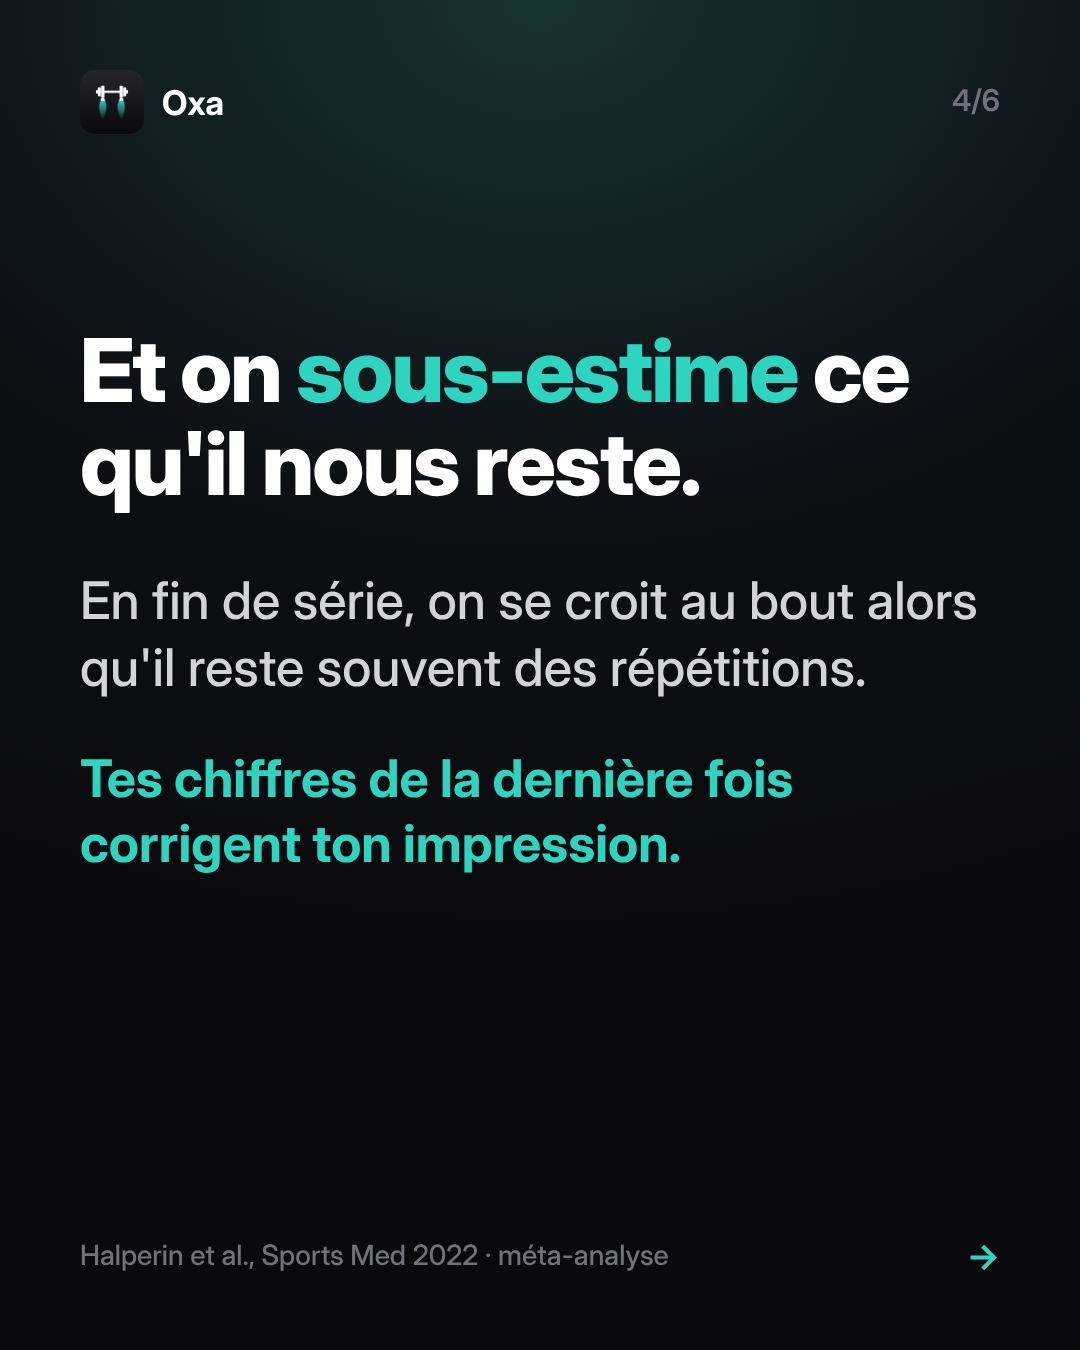 Oxa
4/6
Et on sous-estime ce
qu'il nous reste.
En fin de série, on se croit au bout alors
qu'il reste souvent des répétitions.
Tes chiffres de la dernière fois
corrigent ton impression.
Halperin et al., Sports Med 2022 · méta-analyse
→